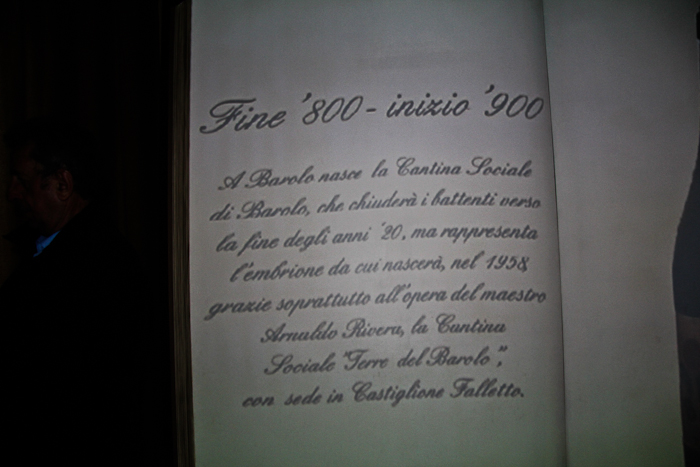 Fine '800 - inizio '900
A Barolo nasce la Cantina Sociale
di Barolo, che chiuderà i battenti verso
la fine degli anni '20, ma rappresenta
l'embrione da cui nascerà, nel 1958
grazie soprattutto all'opera del maestro
Arnaldo Rivera, la Cantina
Sociale "Terre del Barolo",
con sede in Castiglione Falletto.